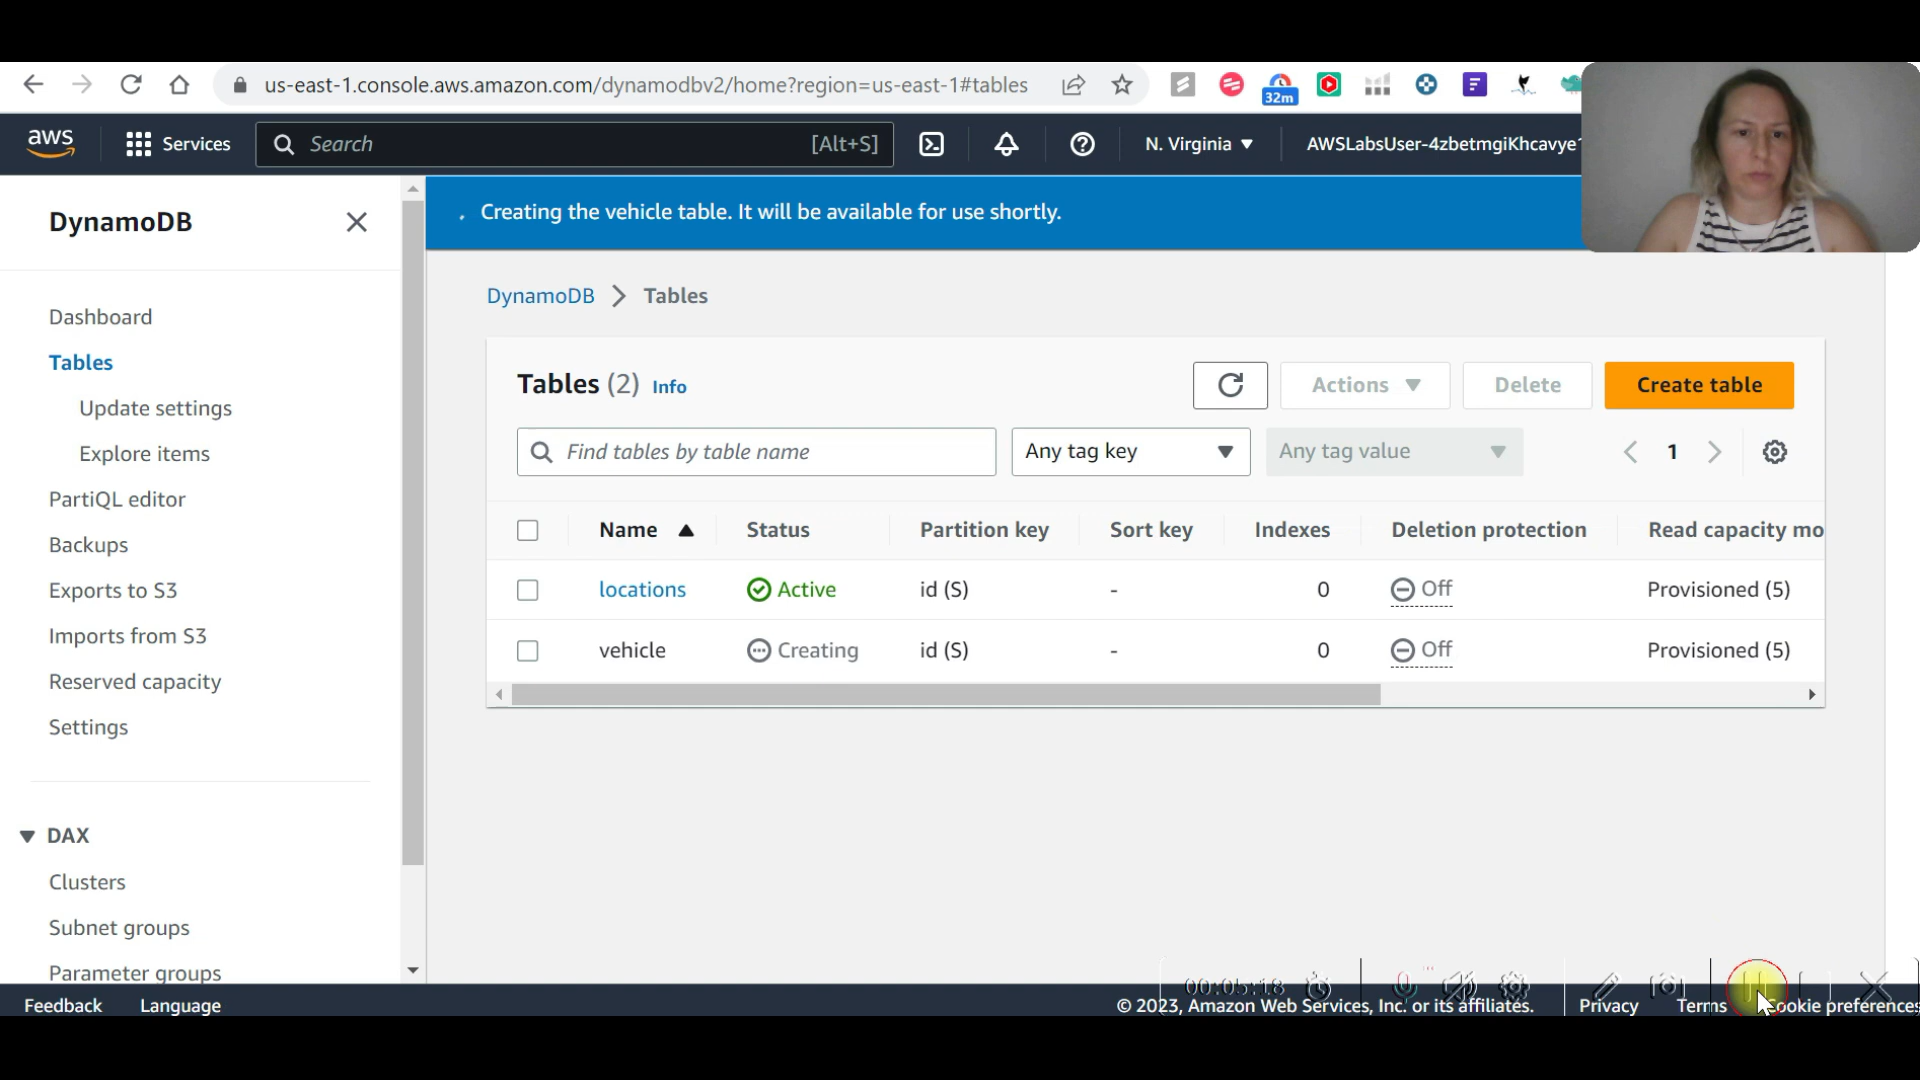 us-east-1.console.aws.amazon.com/dynamodbv2/home?region=us-east-1#tables
32m
aws
Services
Search
[Alt+S]
N. Virginia
AWSLabsUser-4zbetmgiKhcavye
DynamoDB
Dashboard
Tables
Update settings
Explore items
PartiQL editor
Backups
Exports to S3
Imports from S3
Reserved capacity
Settings
DAX
Clusters
Subnet groups
Parameter groups
Creating the vehicle table. It will be available for use shortly.
DynamoDB > Tables
Tables (2) Info
Actions
Delete
Create table
Find tables by table name
Any tag key
Any tag value
1
Name Status Partition key Sort key Indexes Deletion protection Read capacity mo
locations Active id (S) - 0 Off Provisioned (5)
vehicle Creating id (S) - 0 Off Provisioned (5)
00:05:18
Feedback Language © 2023, Amazon Web Services, Inc. or its affiliates. Privacy Terms Cookie preferences